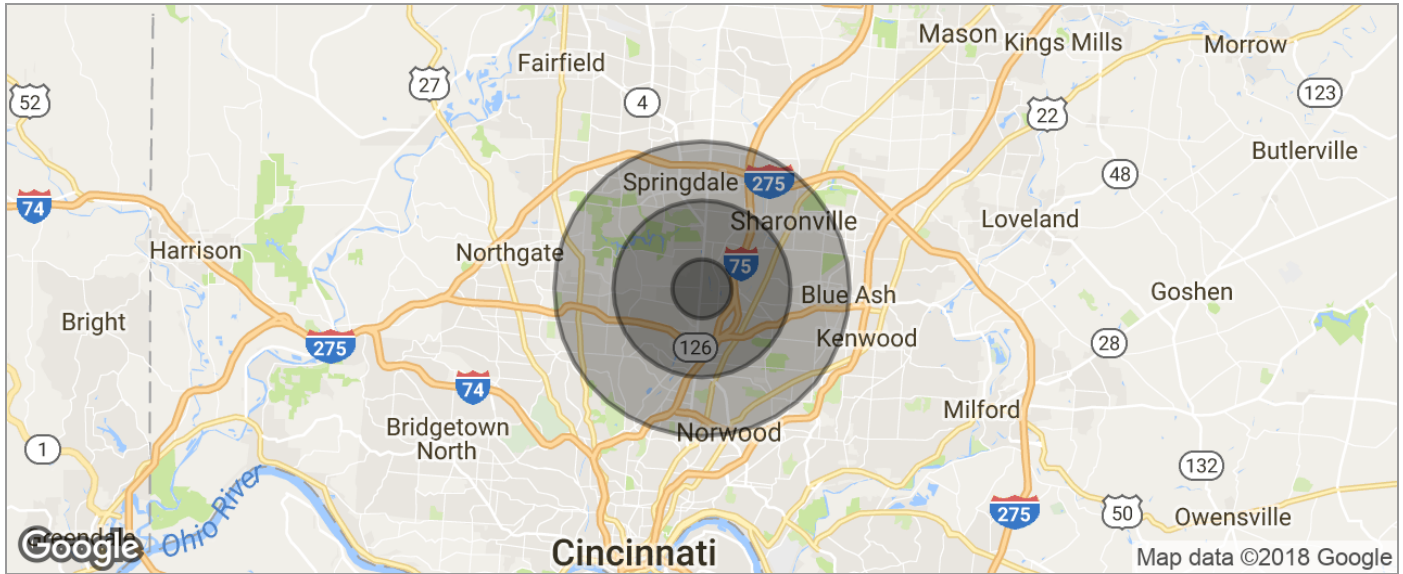 Mason
Kings Mills
Morrow
Fairfield
27
52
4
123
22
Butlerville
48
Springdale
275
74
Sharonville
Loveland
Harrison
Northgate
75
Blue Ash
Goshen
Bright
275
126
Kenwood
28
74
Milford
Bridgetown
North
Norwood
1
132
Ohio River
275
50
Owensville
Greendale
Google
Cincinnati
Map data ©2018 Google